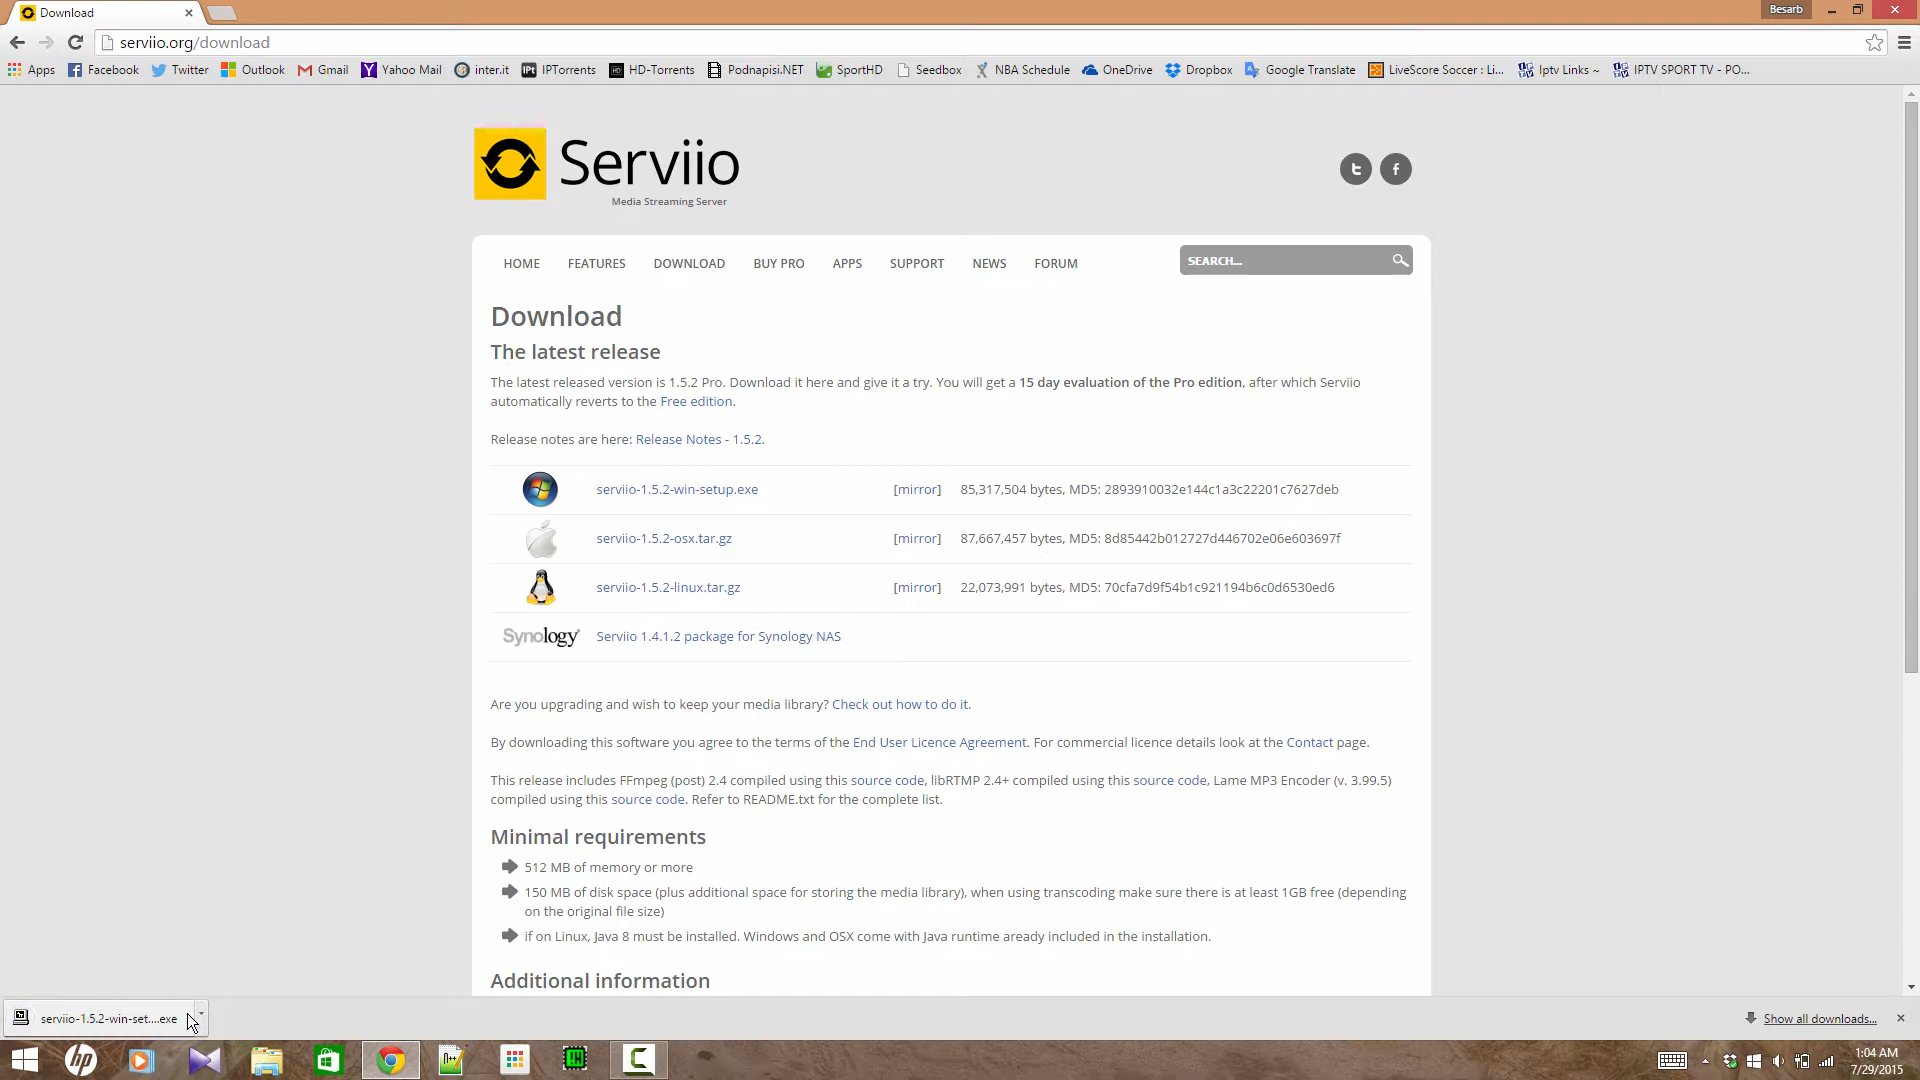 Download
Besarb
serviio.org/download
Apps Facebook Twitter Outlook Gmail Yahoo Mail inter.it IPTorrents HD-Torrents Podnapisi.NET SportHD Seedbox NBA Schedule OneDrive Dropbox Google Translate LiveScore Soccer : Li... Iptv Links ~ IPTV SPORT TV - PO...
Serviio
Media Streaming Server
HOME FEATURES DOWNLOAD BUY PRO APPS SUPPORT NEWS FORUM SEARCH...
Download
The latest release
The latest released version is 1.5.2 Pro. Download it here and give it a try. You will get a 15 day evaluation of the Pro edition, after which Serviio
automatically reverts to the Free edition.
Release notes are here: Release Notes - 1.5.2.
serviio-1.5.2-win-setup.exe [mirror] 85,317,504 bytes, MD5: 2893910032e144c1a3c22201c7627deb
serviio-1.5.2-osx.tar.gz [mirror] 87,667,457 bytes, MD5: 8d85442b012727d446702e06e603697f
serviio-1.5.2-linux.tar.gz [mirror] 22,073,991 bytes, MD5: 70cfa7d9f54b1c921194b6c0d6530ed6
Synology Serviio 1.4.1.2 package for Synology NAS
Are you upgrading and wish to keep your media library? Check out how to do it.
By downloading this software you agree to the terms of the End User Licence Agreement. For commercial licence details look at the Contact page.
This release includes FFmpeg (post) 2.4 compiled using this source code, libRTMP 2.4+ compiled using this source code, Lame MP3 Encoder (v. 3.99.5)
compiled using this source code. Refer to README.txt for the complete list.
Minimal requirements
512 MB of memory or more
150 MB of disk space (plus additional space for storing the media library), when using transcoding make sure there is at least 1GB free (depending
on the original file size)
if on Linux, Java 8 must be installed. Windows and OSX come with Java runtime aready included in the installation.
Additional information
serviio-1.5.2-win-set....exe
Show all downloads...
1:04 AM
7/29/2015